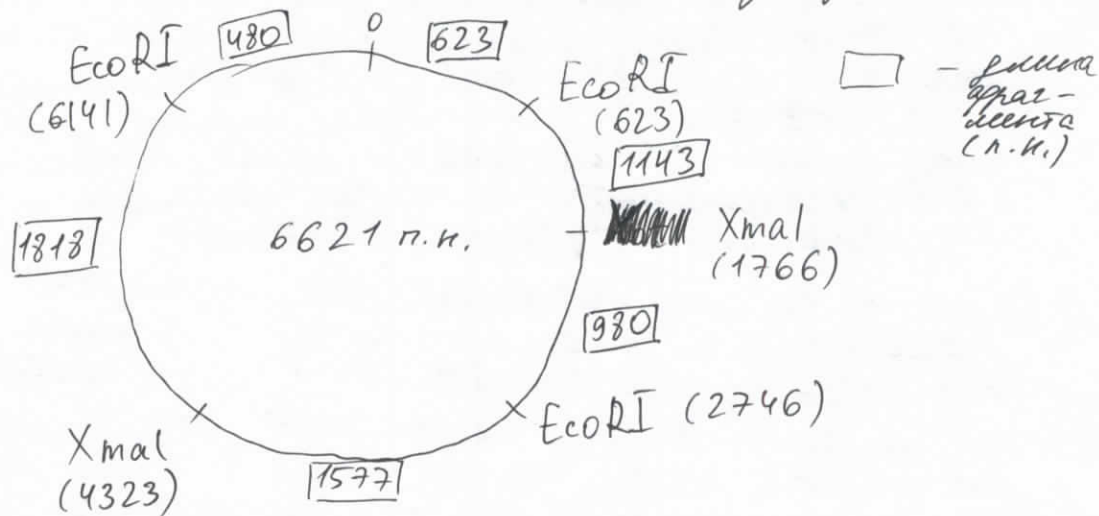 480
0
623
EcoRI
(6141)
EcoRI
(623)
- длина
фраг-
мента
(п.н.)
1143
1818
6621 п.н.
Xmal
(1766)
980
EcoRI (2746)
Xmal
(4323)
1577